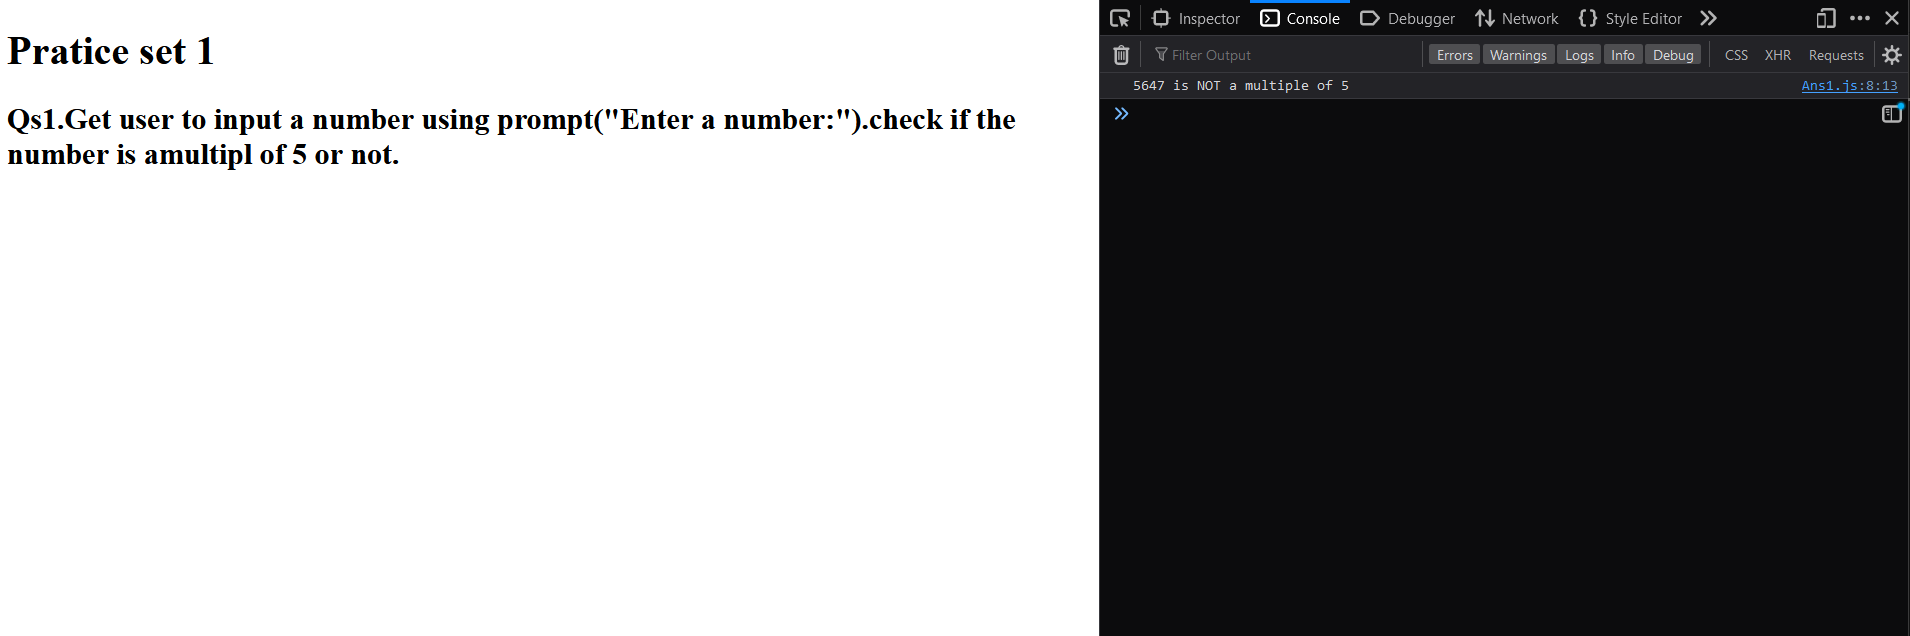 Pratice set 1
Qs1.Get user to input a number using prompt("Enter a number:").check if the
number is amultipl of 5 or not.
Inspector Console Debugger Network Style Editor
Filter Output Errors Warnings Logs Info Debug CSS XHR Requests
5647 is NOT a multiple of 5 Ans1.js:8:13